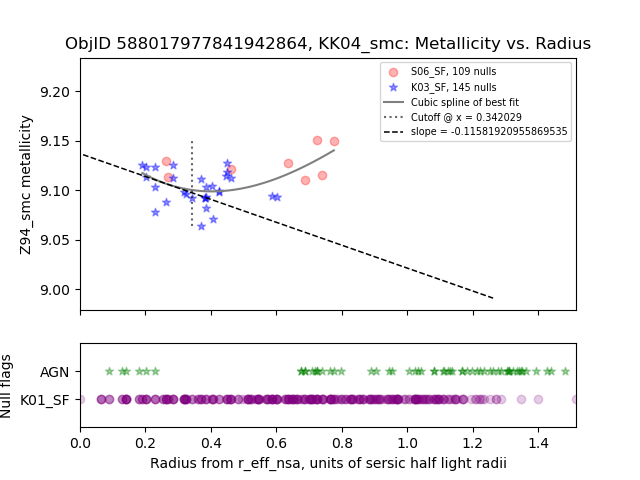 ObjID 588017977841942864, KK04_smc: Metallicity vs. Radius
Z94_smc metallicity
9.20
9.15
9.10
9.05
9.00
S06_SF, 109 nulls
K03_SF, 145 nulls
Cubic spline of best fit
Cutoff @ x = 0.342029
slope = -0.11581920955869535
Null flags
AGN
K01_SF
0.0 0.2 0.4 0.6 0.8 1.0 1.2 1.4
Radius from r_eff_nsa, units of sersic half light radii